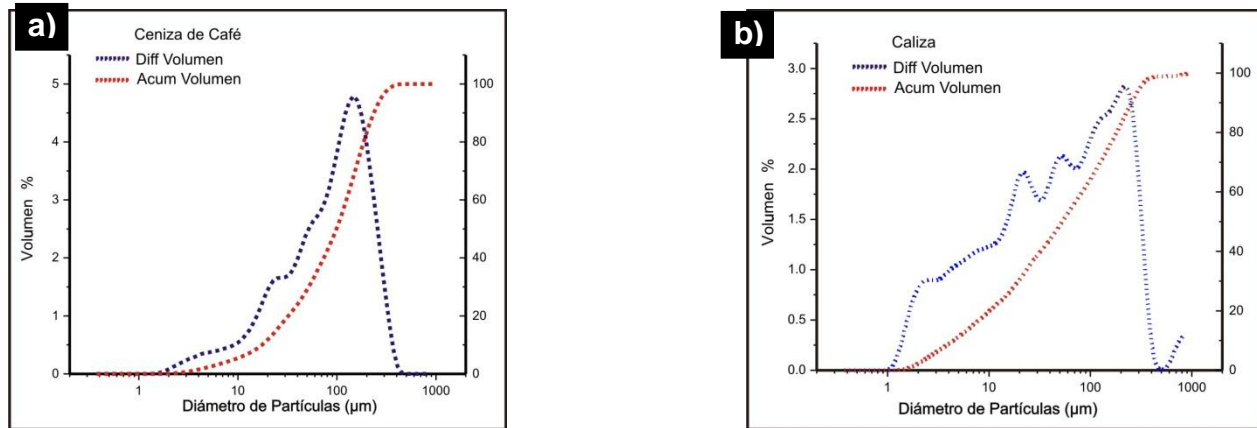 a)
Ceniza de Café
Diff Volumen
Acum Volumen
5
4
3
2
1
0
100
80
60
40
20
0
Volumen %
1
10
100
1000
Diámetro de Partículas (µm)
b)
Caliza
Diff Volumen
Acum Volumen
3.0
2.5
2.0
1.5
1.0
0.5
0.0
100
80
60
40
20
0
Volumen %
1
10
100
1000
Diámetro de Partículas (µm)